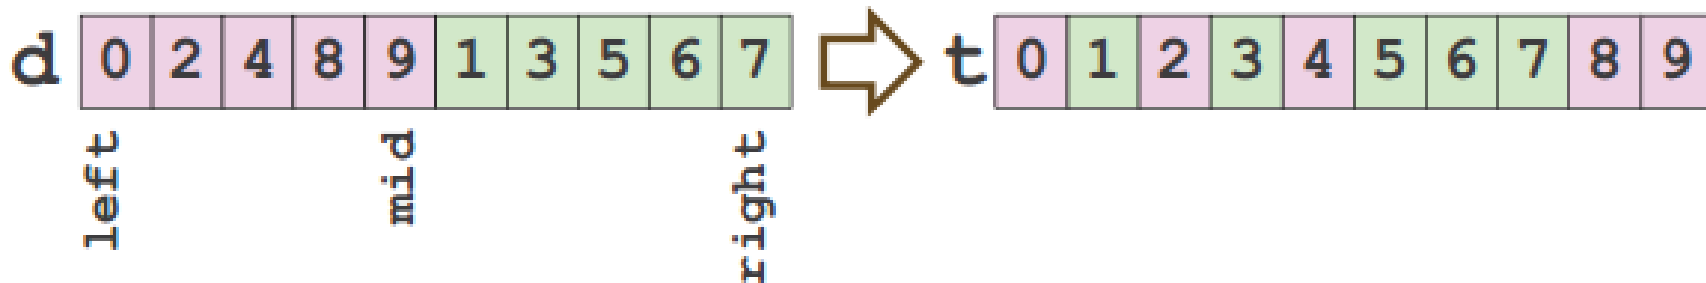 d 0 2 4 8 9 1 3 5 6 7 t 0 1 2 3 4 5 6 7 8 9
left mid right